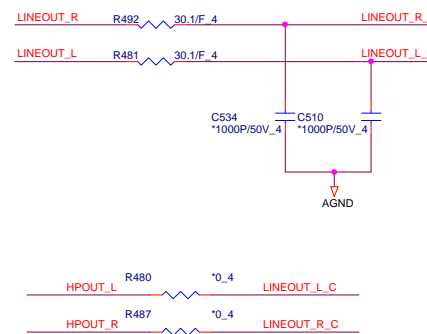 LINEOUT_R R492 30.1/F_4 LINEOUT_R_
LINEOUT_L R481 30.1/F_4 LINEOUT_L_
C534 C510
*1000P/50V_4 *1000P/50V_4
AGND
R480 *0_4
HPOUT_L LINEOUT_L_C
R487 *0_4
HPOUT_R LINEOUT_R_C